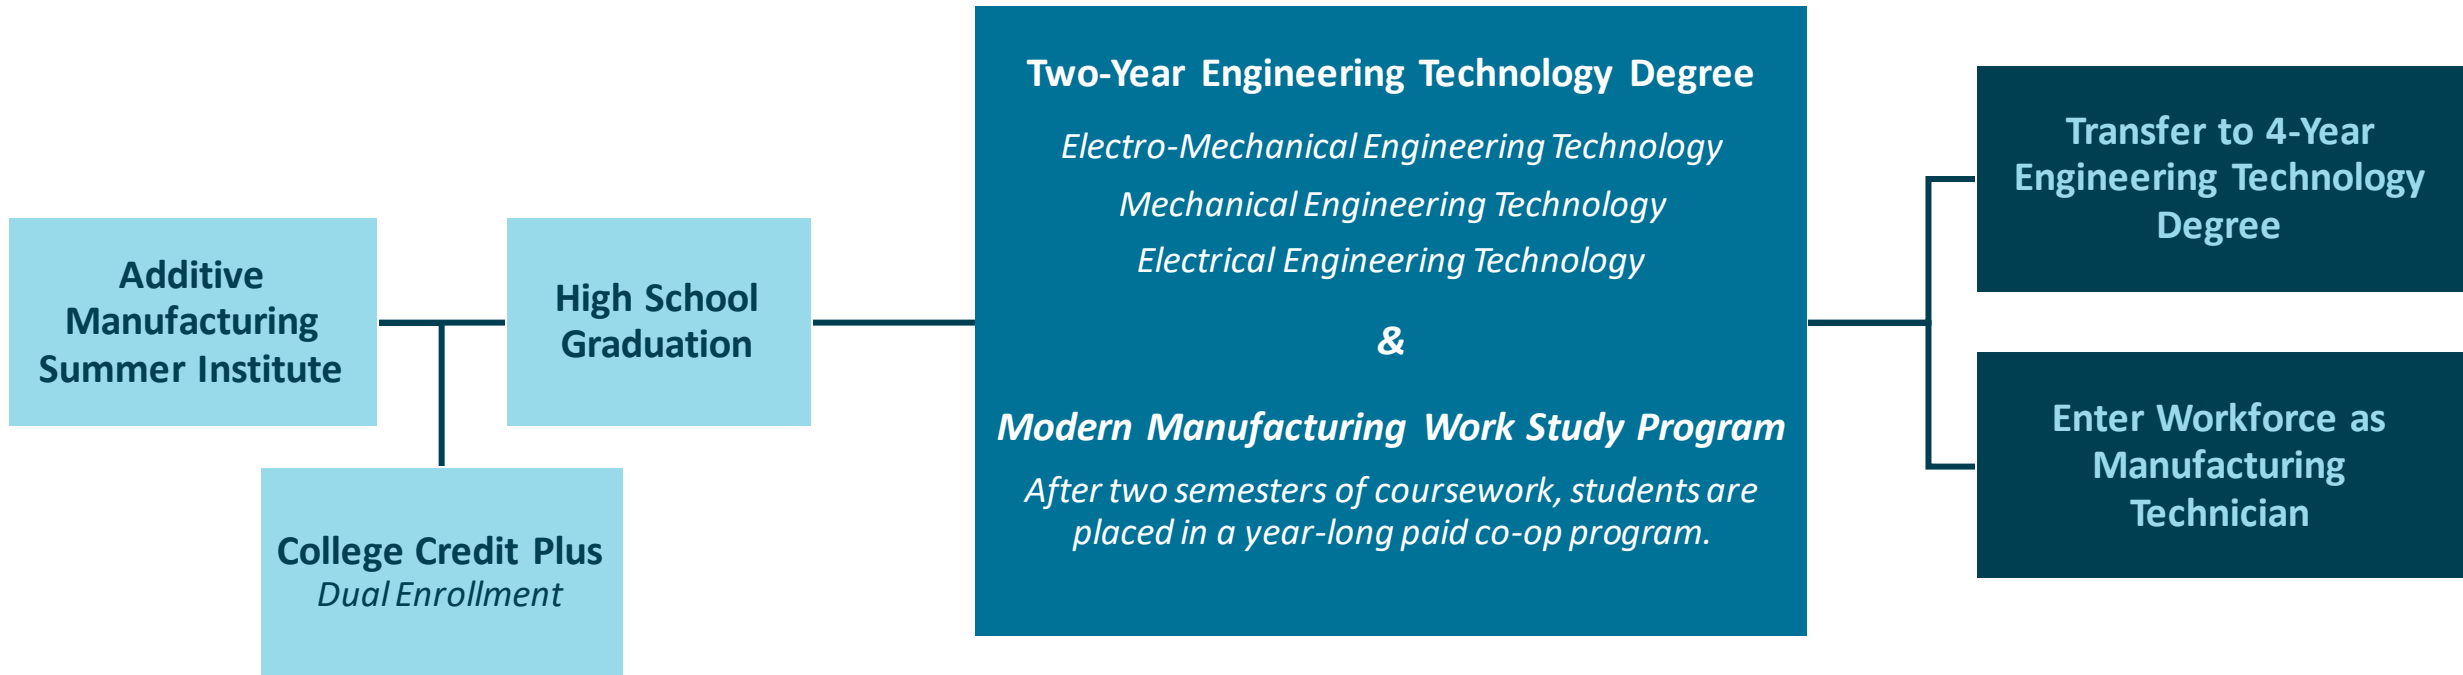 Additive
Manufacturing
Summer Institute
College Credit Plus
Dual Enrollment
High School
Graduation
Two-Year Engineering Technology Degree
Electro-Mechanical Engineering Technology
Mechanical Engineering Technology
Electrical Engineering Technology
&
Modern Manufacturing Work Study Program
After two semesters of coursework, students are
placed in a year-long paid co-op program.
Transfer to 4-Year
Engineering Technology
Degree
Enter Workforce as
Manufacturing
Technician